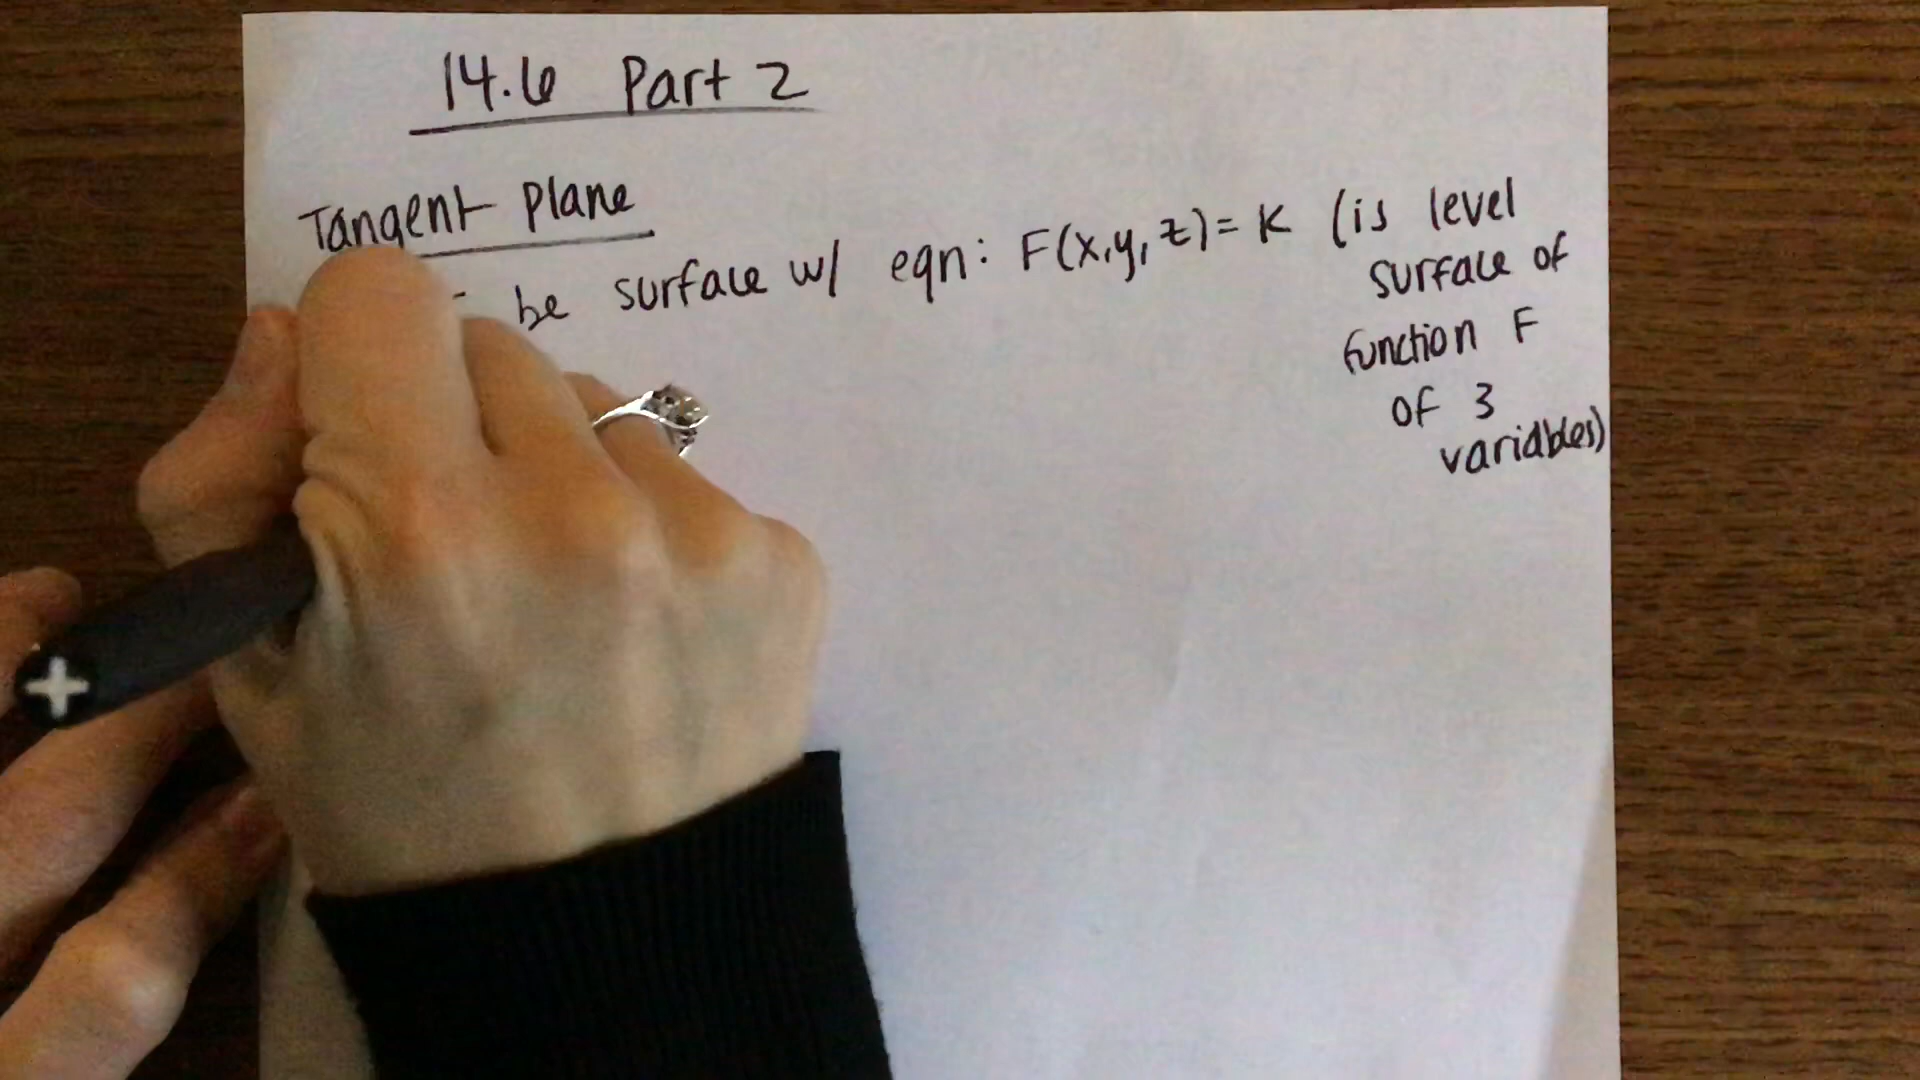 14.6 Part 2
Tangent Plane
be surface w/ eqn: F(x,y,z)=K (is level
surface of
function F
of 3
variables)